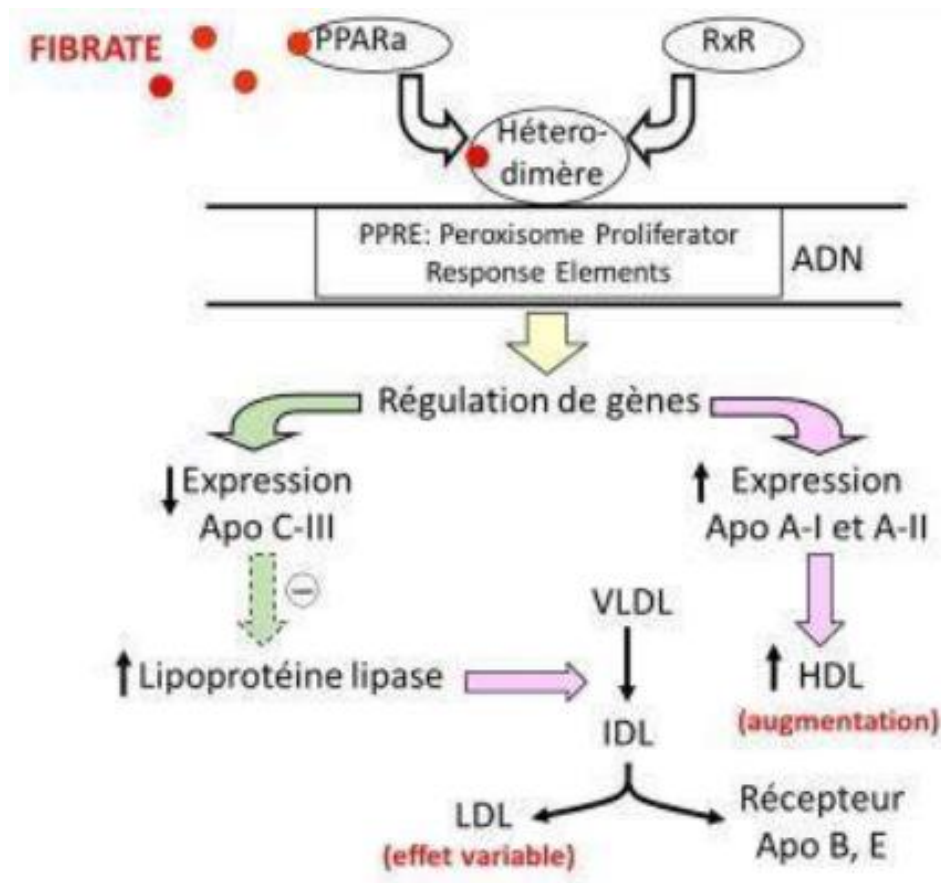 FIBRATE
PPARa
RxR
Hétero-
dimère
PPRE: Peroxisome Proliferator
Response Elements
ADN
Régulation de gènes
Expression
Apo C-III
Expression
Apo A-I et A-II
Lipoprotéine lipase
VLDL
HDL
(augmentation)
IDL
LDL
(effet variable)
Récepteur
Apo B, E